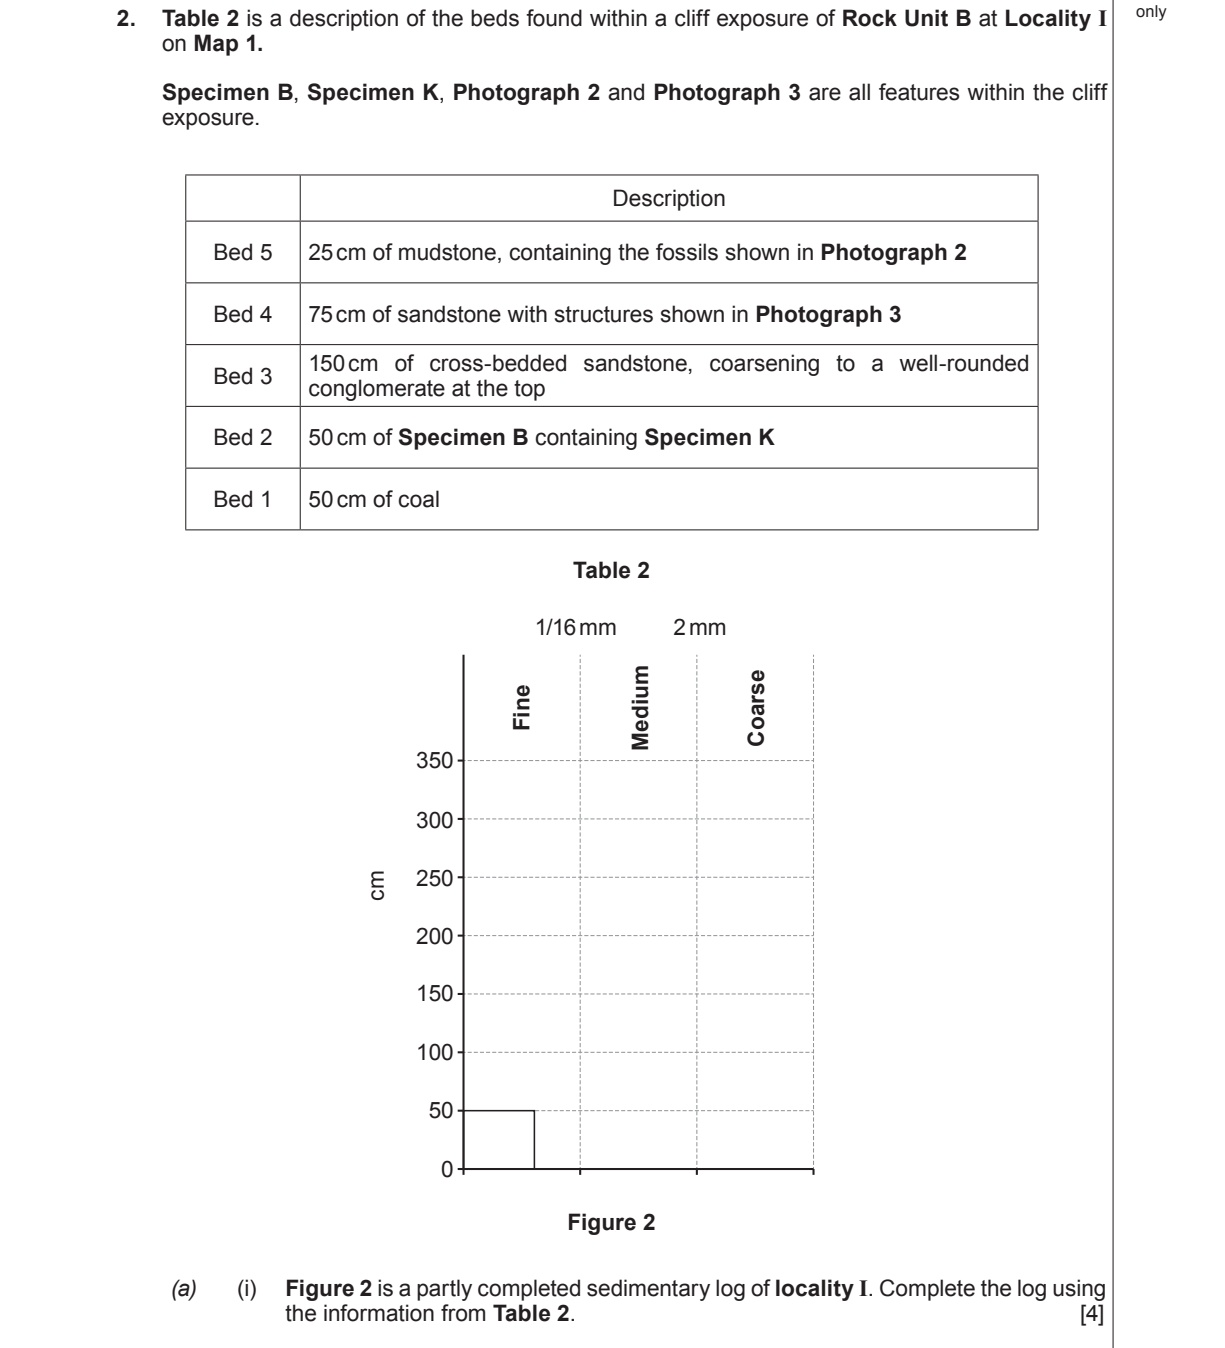 only
2. Table 2 is a description of the beds found within a cliff exposure of Rock Unit B at Locality I
on Map 1.
Specimen B, Specimen K, Photograph 2 and Photograph 3 are all features within the cliff
exposure.
Description
Bed 5 25 cm of mudstone, containing the fossils shown in Photograph 2
Bed 4 75 cm of sandstone with structures shown in Photograph 3
Bed 3 150 cm of cross-bedded sandstone, coarsening to a well-rounded
conglomerate at the top
Bed 2 50 cm of Specimen B containing Specimen K
Bed 1 50 cm of coal
Table 2
1/16 mm 2 mm
Fine Medium Coarse
350
300
250
cm
200
150
100
50
0
Figure 2
(a) (i) Figure 2 is a partly completed sedimentary log of locality I. Complete the log using
the information from Table 2. [4]